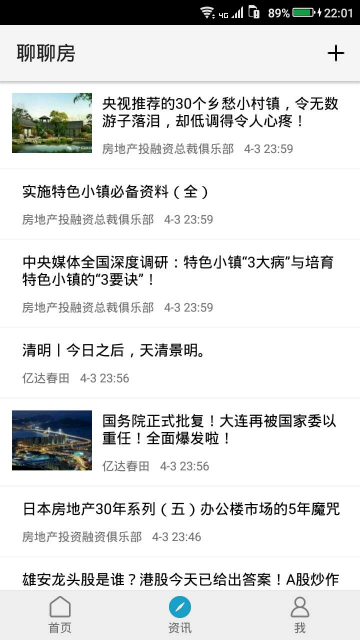 4G 89% 22:01
聊聊房
央视推荐的30个乡愁小村镇，令无数
游子落泪，却低调得令人心疼！
房地产投融资总裁俱乐部 4-3 23:59
实施特色小镇必备资料（全）
房地产投融资总裁俱乐部 4-3 23:59
中央媒体全国深度调研：特色小镇“3大病”与培育
特色小镇的“3要诀”！
房地产投融资总裁俱乐部 4-3 23:59
清明丨今日之后，天清景明。
亿达春田 4-3 23:56
国务院正式批复！大连再被国家委以
重任！全面爆发啦！
亿达春田 4-3 23:56
日本房地产30年系列（五）办公楼市场的5年魔咒
房地产投融资俱乐部 4-3 23:46
雄安龙头股是谁？港股今天已给出答案！A股炒作
首页 资讯 我